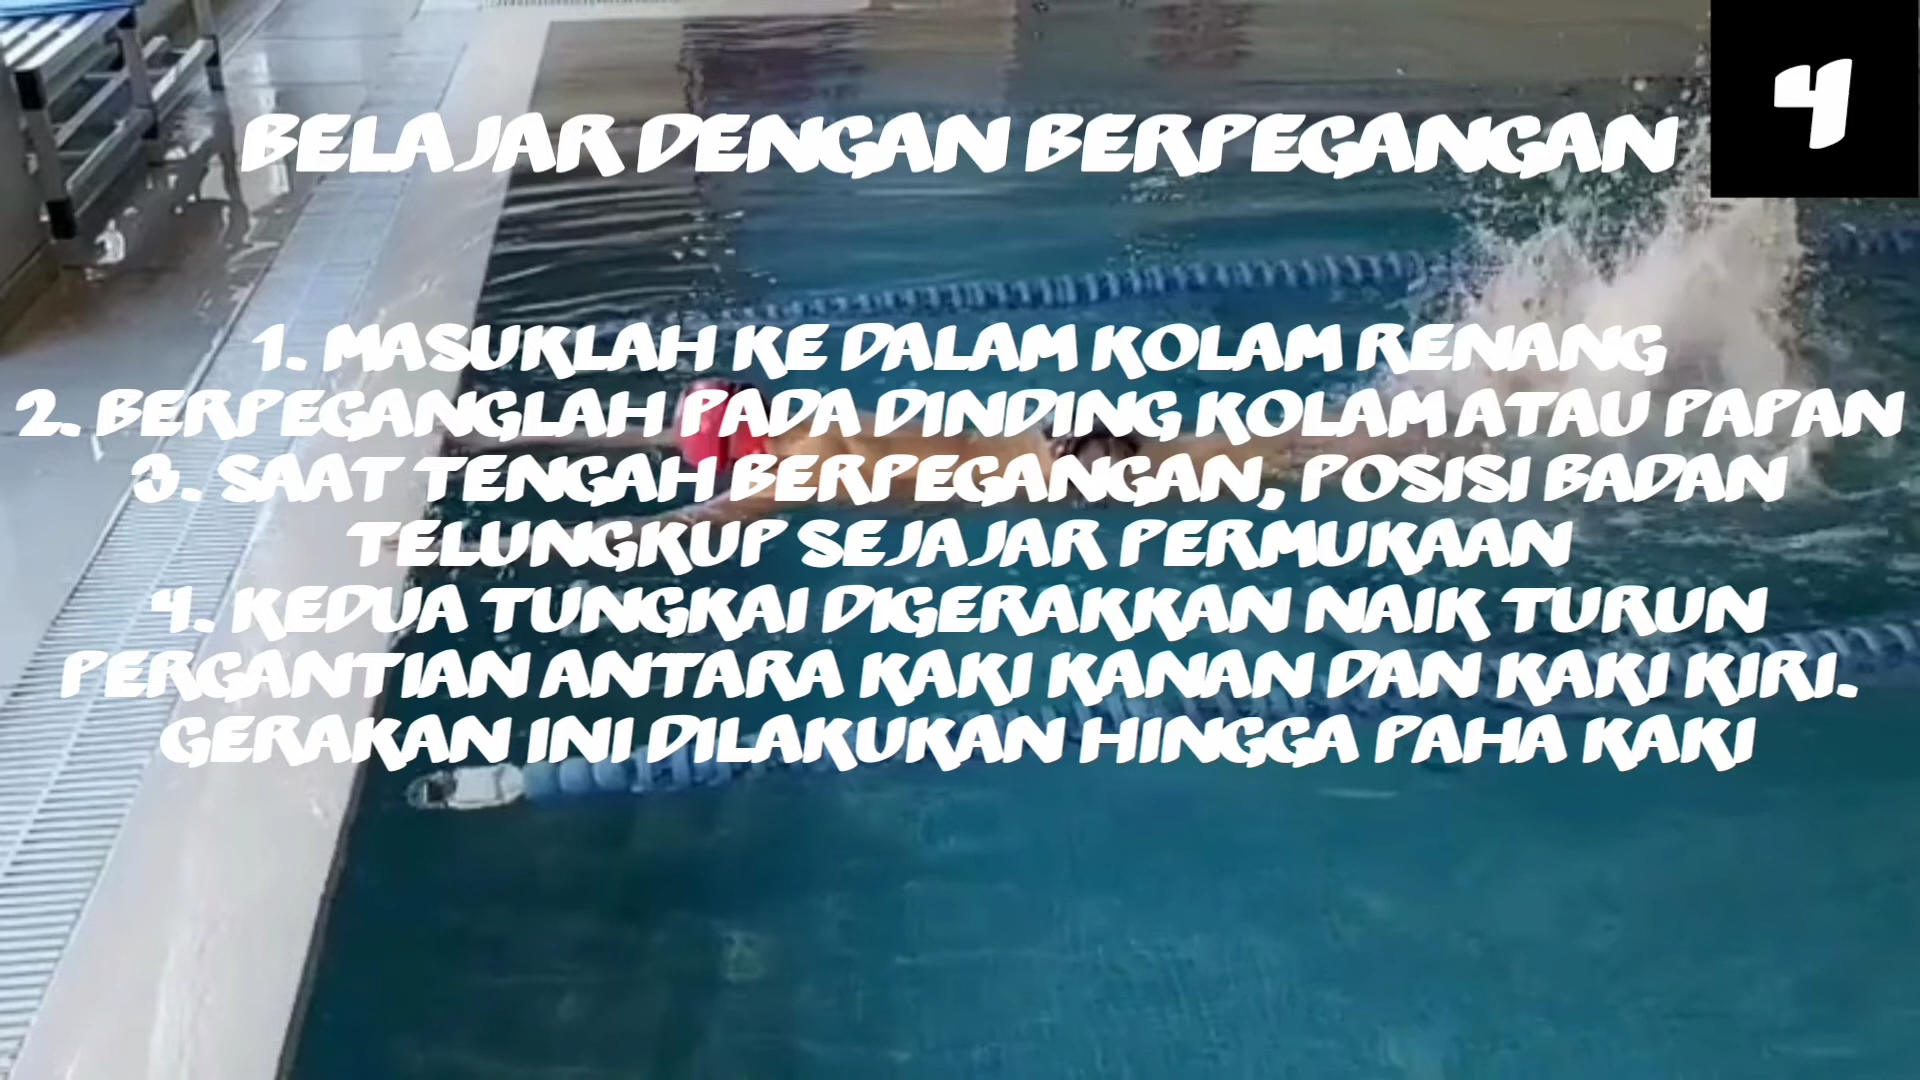 4
BELAJAR DENGAN BERPEGANGAN
1. MASUKLAH KE DALAM KOLAM RENANG
2. BERPEGANGLAH PADA DINDING KOLAM ATAU PAPAN
3. SAAT TENGAH BERPEGANGAN, POSISI BADAN
TELUNGKUP SEJAJAR PERMUKAAN
4. KEDUA TUNGKAI DIGERAKKAN NAIK TURUN
PERGANTIAN ANTARA KAKI KANAN DAN KAKI KIRI.
GERAKAN INI DILAKUKAN HINGGA PAHA KAKI